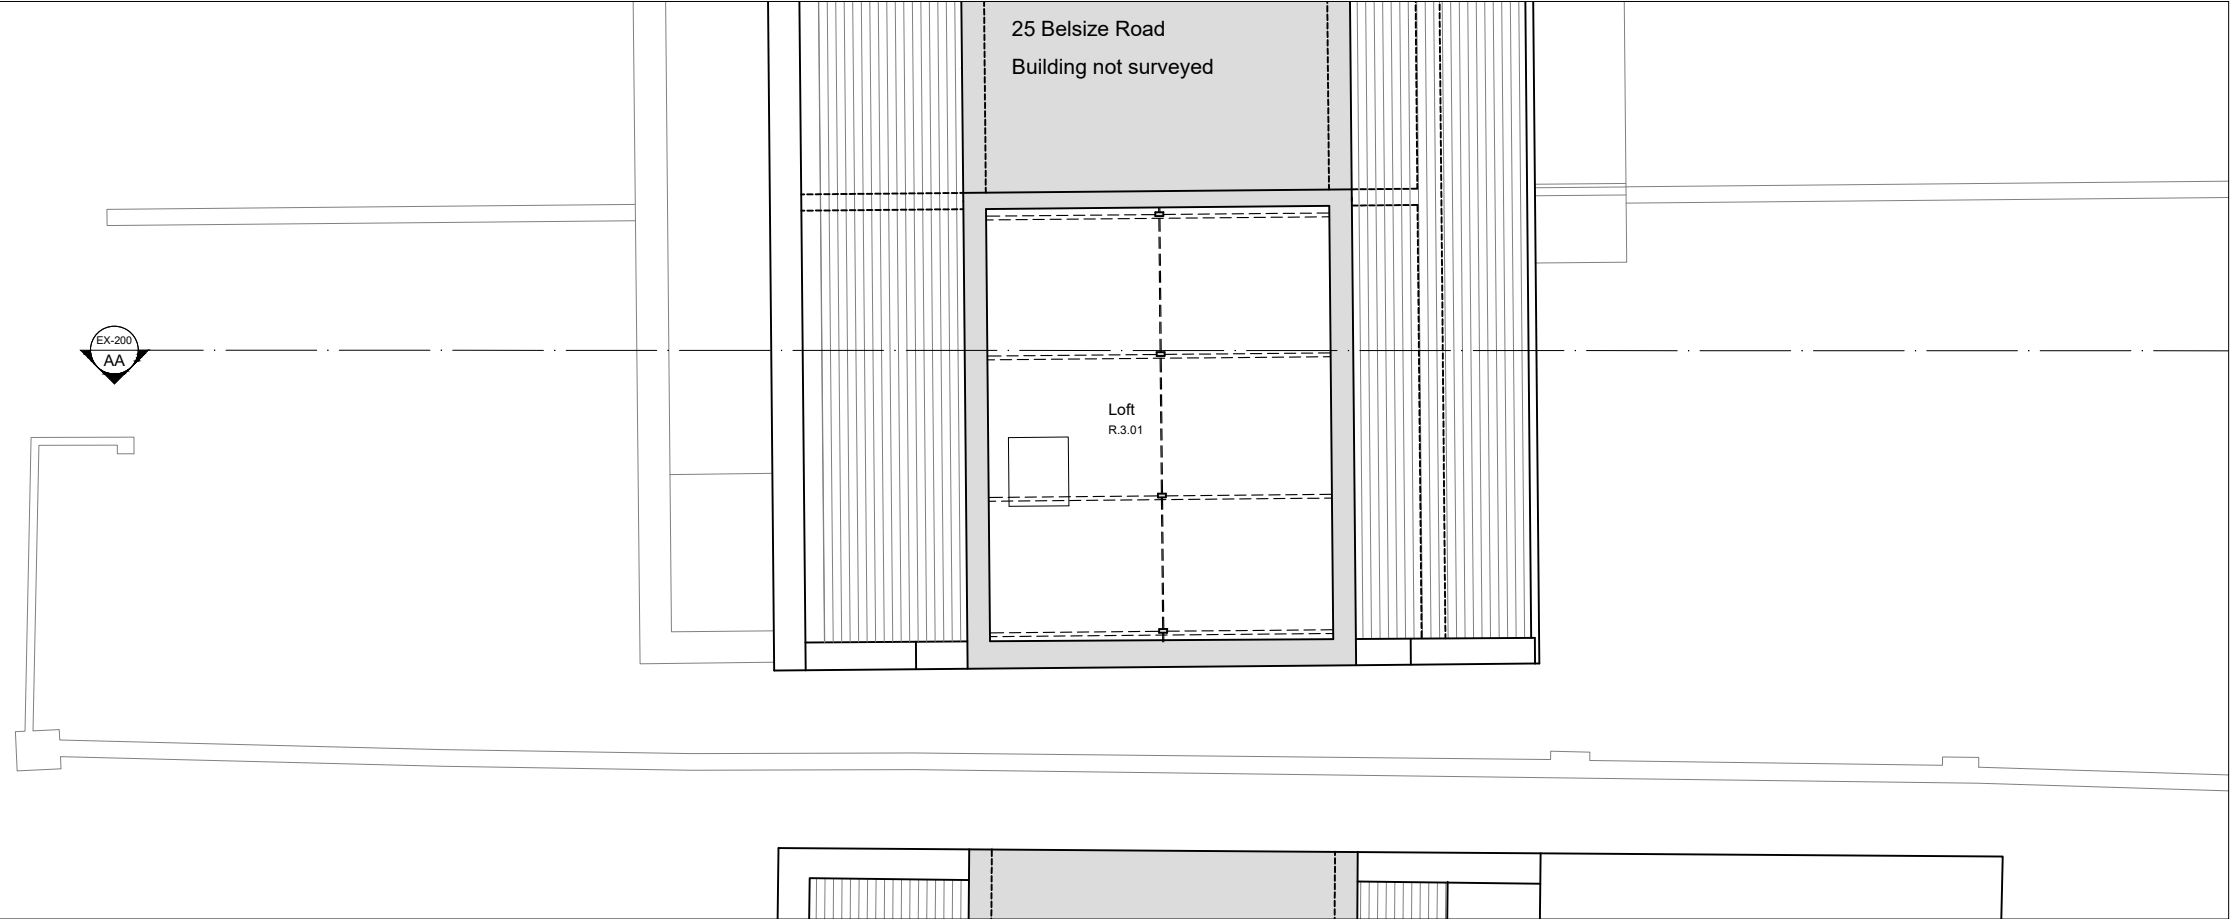 25 Belsize Road
Building not surveyed
EX-200
AA
Loft
R.3.01